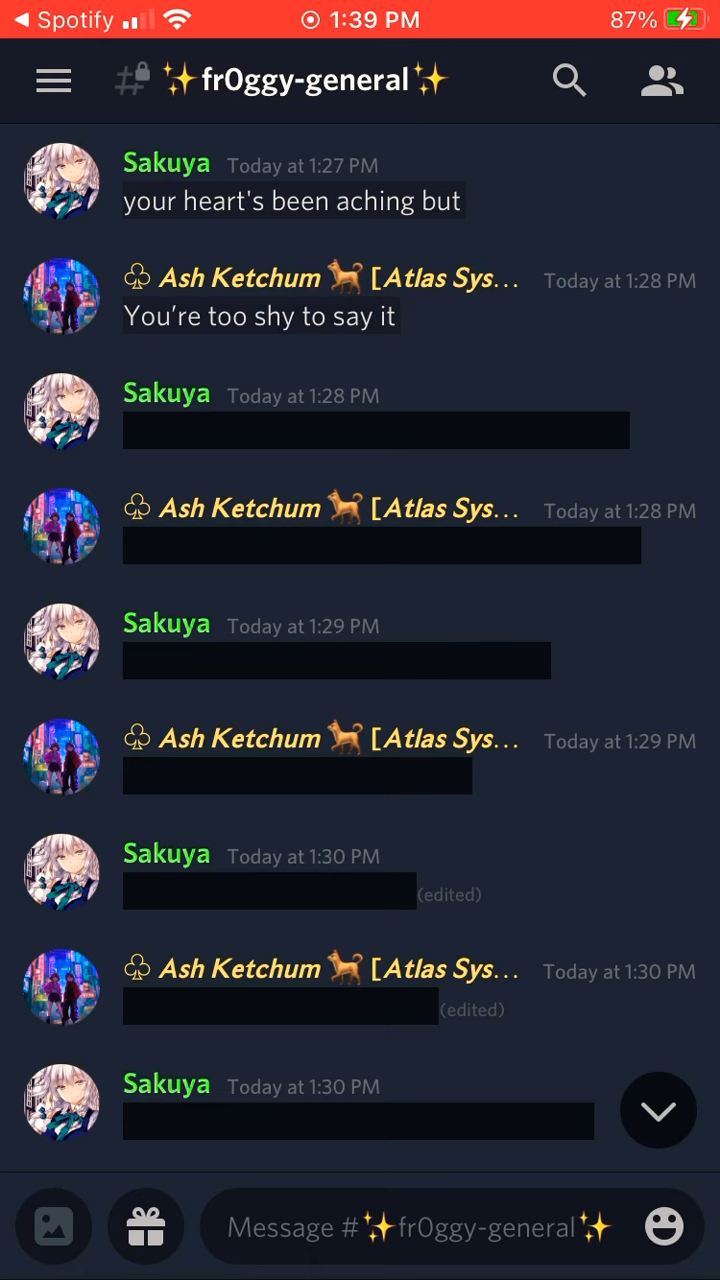 Spotify 1:39 PM 87%
# ✨fr0ggy-general✨
Sakuya Today at 1:27 PM
your heart's been aching but
♧ Ash Ketchum 🐕 [Atlas Sys... Today at 1:28 PM
You’re too shy to say it
Sakuya Today at 1:28 PM
♧ Ash Ketchum 🐕 [Atlas Sys... Today at 1:28 PM
Sakuya Today at 1:29 PM
♧ Ash Ketchum 🐕 [Atlas Sys... Today at 1:29 PM
Sakuya Today at 1:30 PM
(edited)
♧ Ash Ketchum 🐕 [Atlas Sys... Today at 1:30 PM
(edited)
Sakuya Today at 1:30 PM
Message #✨fr0ggy-general✨